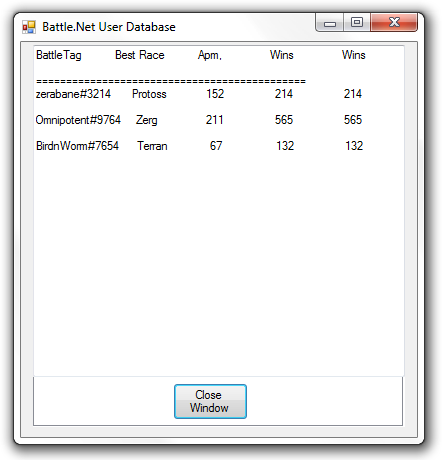 Battle.Net User Database
BattleTag Best Race Apm, Wins Wins
=============================================
zerabane#3214 Protoss 152 214 214
Omnipotent#9764 Zerg 211 565 565
BirdnWorm#7654 Terran 67 132 132
Close
Window